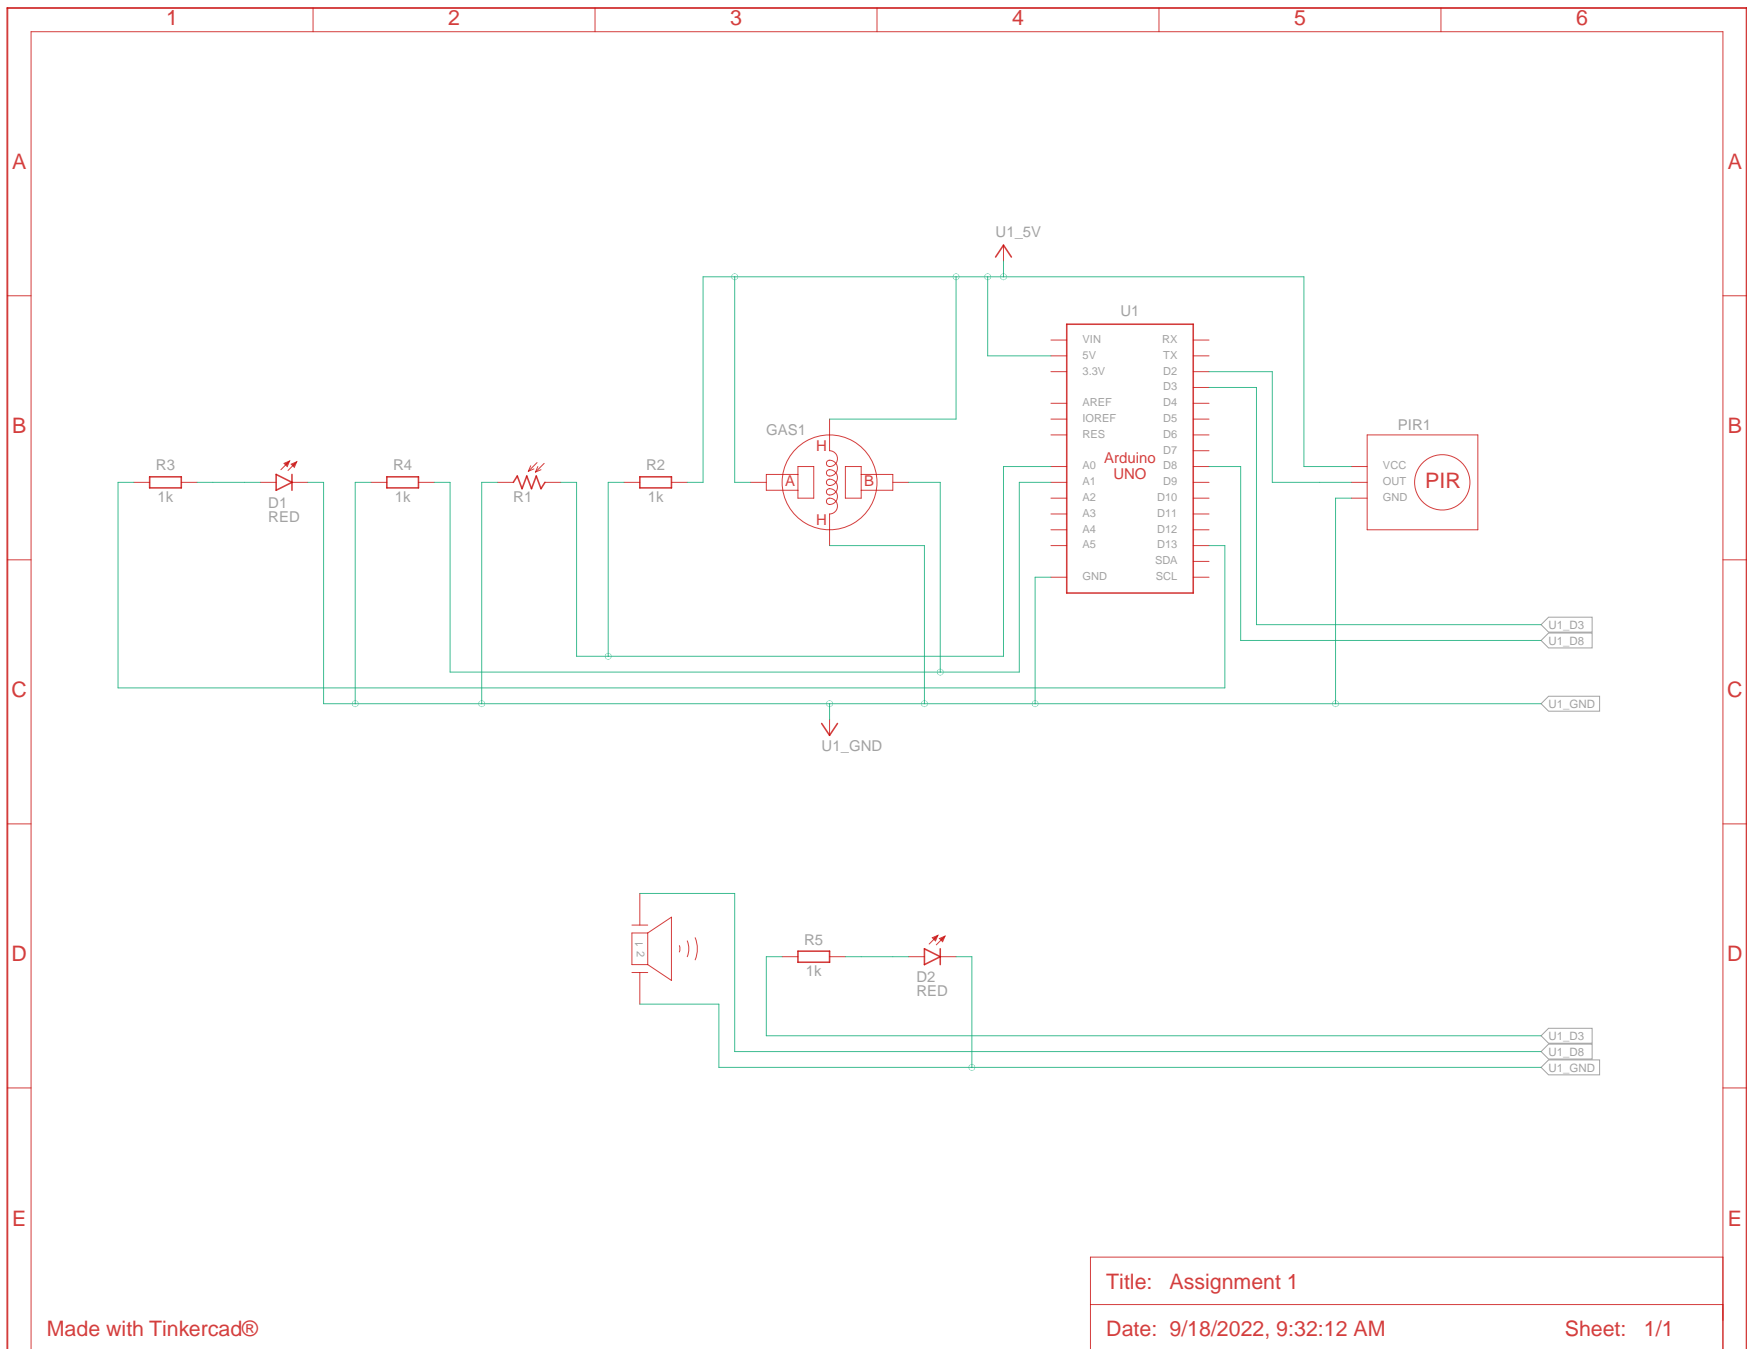 1 2 3 4 5 6
A A
U1_5V
U1
VIN RX
5V TX
3.3V D2
D3
AREF D4
IOREF D5
RES D6
D7
A0 D8
A1 D9
A2 D10
A3 D11
A4 D12
A5 D13
SDA
GND SCL
Arduino
UNO
B B
GAS1
H
A B
H
PIR1
VCC
OUT
GND
PIR
R3
1k
D1
RED
R4
1k
R1
R2
1k
U1_D3
U1_D8
C C
U1_GND
U1_GND
D D
1 2
R5
1k
D2
RED
U1_D3
U1_D8
U1_GND
E E
Title: Assignment 1
Made with Tinkercad®
Date: 9/18/2022, 9:32:12 AM Sheet: 1/1